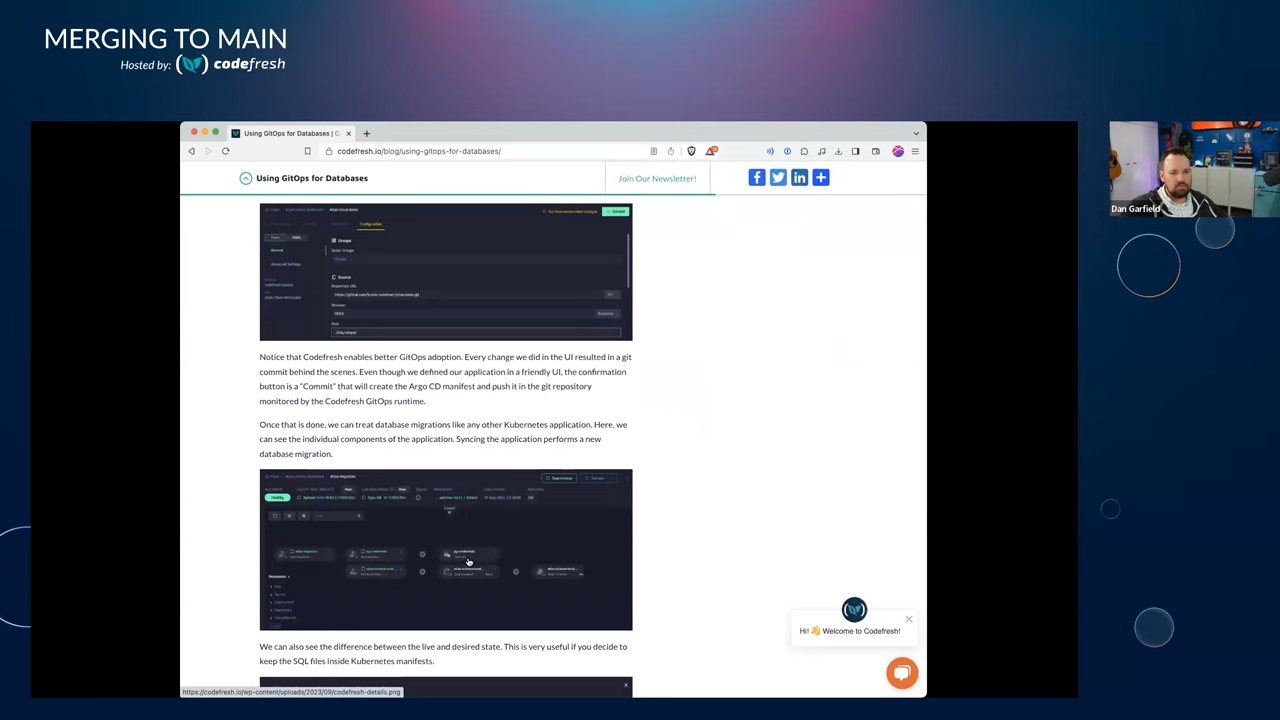 MERGING TO MAIN
Hosted by: codefresh
Using GitOps for Databases | C
codefresh.io/blog/using-gitops-for-databases/
Using GitOps for Databases
Join Our Newsletter!
Dan Garfield
Configuration
Commit
Groups
Source
Notice that Codefresh enables better GitOps adoption. Every change we did in the UI resulted in a git
commit behind the scenes. Even though we defined our application in a friendly UI, the confirmation
button is a "Commit" that will create the Argo CD manifest and push it in the git repository
monitored by the Codefresh GitOps runtime.
Once that is done, we can treat database migrations like any other Kubernetes application. Here, we
can see the individual components of the application. Syncing the application performs a new
database migration.
Healthy
Resources
Hi! 👋 Welcome to Codefresh!
We can also see the difference between the live and desired state. This is very useful if you decide to
keep the SQL files inside Kubernetes manifests.
https://codefresh.io/wp-content/uploads/2023/09/codefresh-details.png